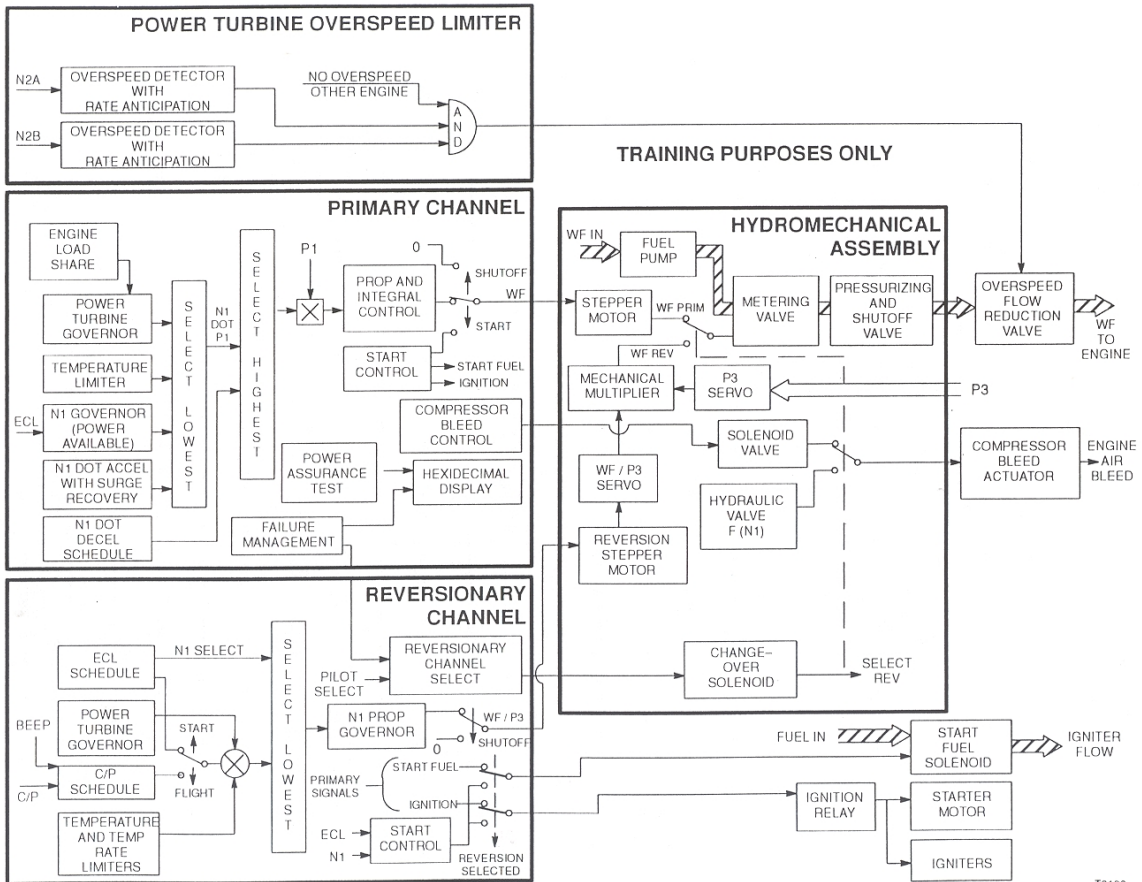 POWER TURBINE OVERSPEED LIMITER
N2A
OVERSPEED DETECTOR
WITH
RATE ANTICIPATION
NO OVERSPEED
OTHER ENGINE
N2B
OVERSPEED DETECTOR
WITH
RATE ANTICIPATION
AND
TRAINING PURPOSES ONLY
PRIMARY CHANNEL
ENGINE
LOAD
SHARE
POWER
TURBINE
GOVERNOR
TEMPERATURE
LIMITER
ECL
N1 GOVERNOR
(POWER
AVAILABLE)
N1 DOT ACCEL
WITH SURGE
RECOVERY
N1 DOT
DECEL
SCHEDULE
SELECT LOWEST
N1
DOT
P1
SELECT HIGHEST
P1
0
PROP AND
INTEGRAL
CONTROL
SHUTOFF
WF
START
START
CONTROL
START FUEL
IGNITION
COMPRESSOR
BLEED
CONTROL
POWER
ASSURANCE
TEST
HEXIDECIMAL
DISPLAY
FAILURE
MANAGEMENT
HYDROMECHANICAL
ASSEMBLY
WF IN
FUEL
PUMP
STEPPER
MOTOR
WF PRIM
WF REV
METERING
VALVE
PRESSURIZING
AND
SHUTOFF
VALVE
OVERSPEED
FLOW
REDUCTION
VALVE
WF
TO
ENGINE
MECHANICAL
MULTIPLIER
P3
SERVO
P3
SOLENOID
VALVE
COMPRESSOR
BLEED
ACTUATOR
ENGINE
AIR
BLEED
WF / P3
SERVO
HYDRAULIC
VALVE
F (N1)
REVERSION
STEPPER
MOTOR
CHANGE-
OVER
SOLENOID
SELECT
REV
REVERSIONARY
CHANNEL
ECL
SCHEDULE
N1 SELECT
POWER
TURBINE
GOVERNOR
BEEP
START
C/P
SCHEDULE
C/P
FLIGHT
TEMPERATURE
AND TEMP
RATE
LIMITERS
SELECT LOWEST
PILOT
SELECT
REVERSIONARY
CHANNEL
SELECT
N1 PROP
GOVERNOR
WF / P3
0
SHUTOFF
PRIMARY
SIGNALS
START FUEL
IGNITION
ECL
N1
START
CONTROL
REVERSION
SELECTED
FUEL IN
START
FUEL
SOLENOID
IGNITER
FLOW
IGNITION
RELAY
STARTER
MOTOR
IGNITERS